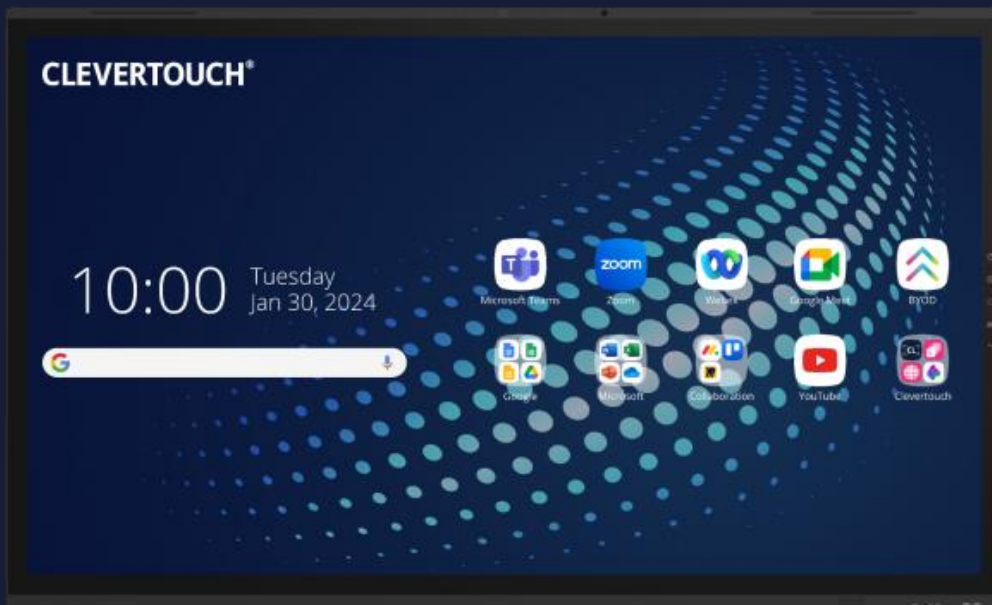 CLEVERTOUCH®
10:00
Tuesday
Jan 30, 2024
Microsoft Teams
zoom
Zoom
Webex
Google Meet
BYOD
Google
Microsoft
Collaboration
YouTube
Clevertouch